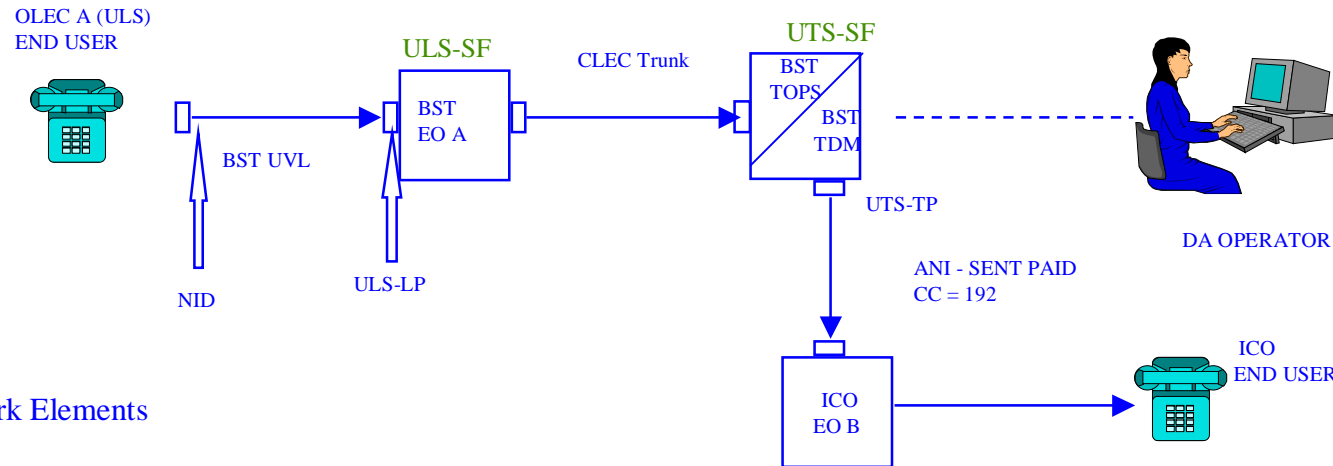 OLEC A (ULS)
END USER
ULS-SF
UTS-SF
CLEC Trunk
BST
TOPS
BST
TDM
BST
EO A
BST UVL
UTS-TP
DA OPERATOR
NID
ULS-LP
ANI - SENT PAID
CC = 192
ICO
END USER
ICO
EO B
rk Elements